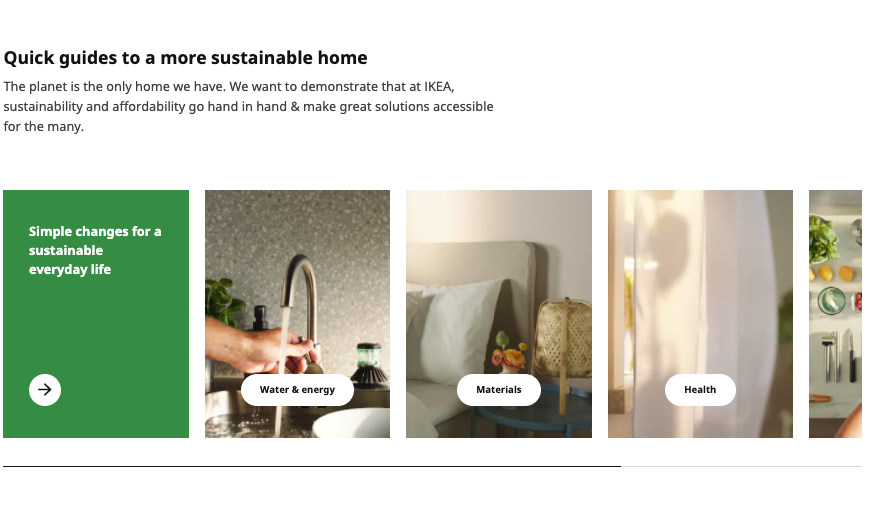 Quick guides to a more sustainable home
The planet is the only home we have. We want to demonstrate that at IKEA,
sustainability and affordability go hand in hand & make great solutions accessible
for the many.
Simple changes for a
sustainable
everyday life
Water & energy
Materials
Health